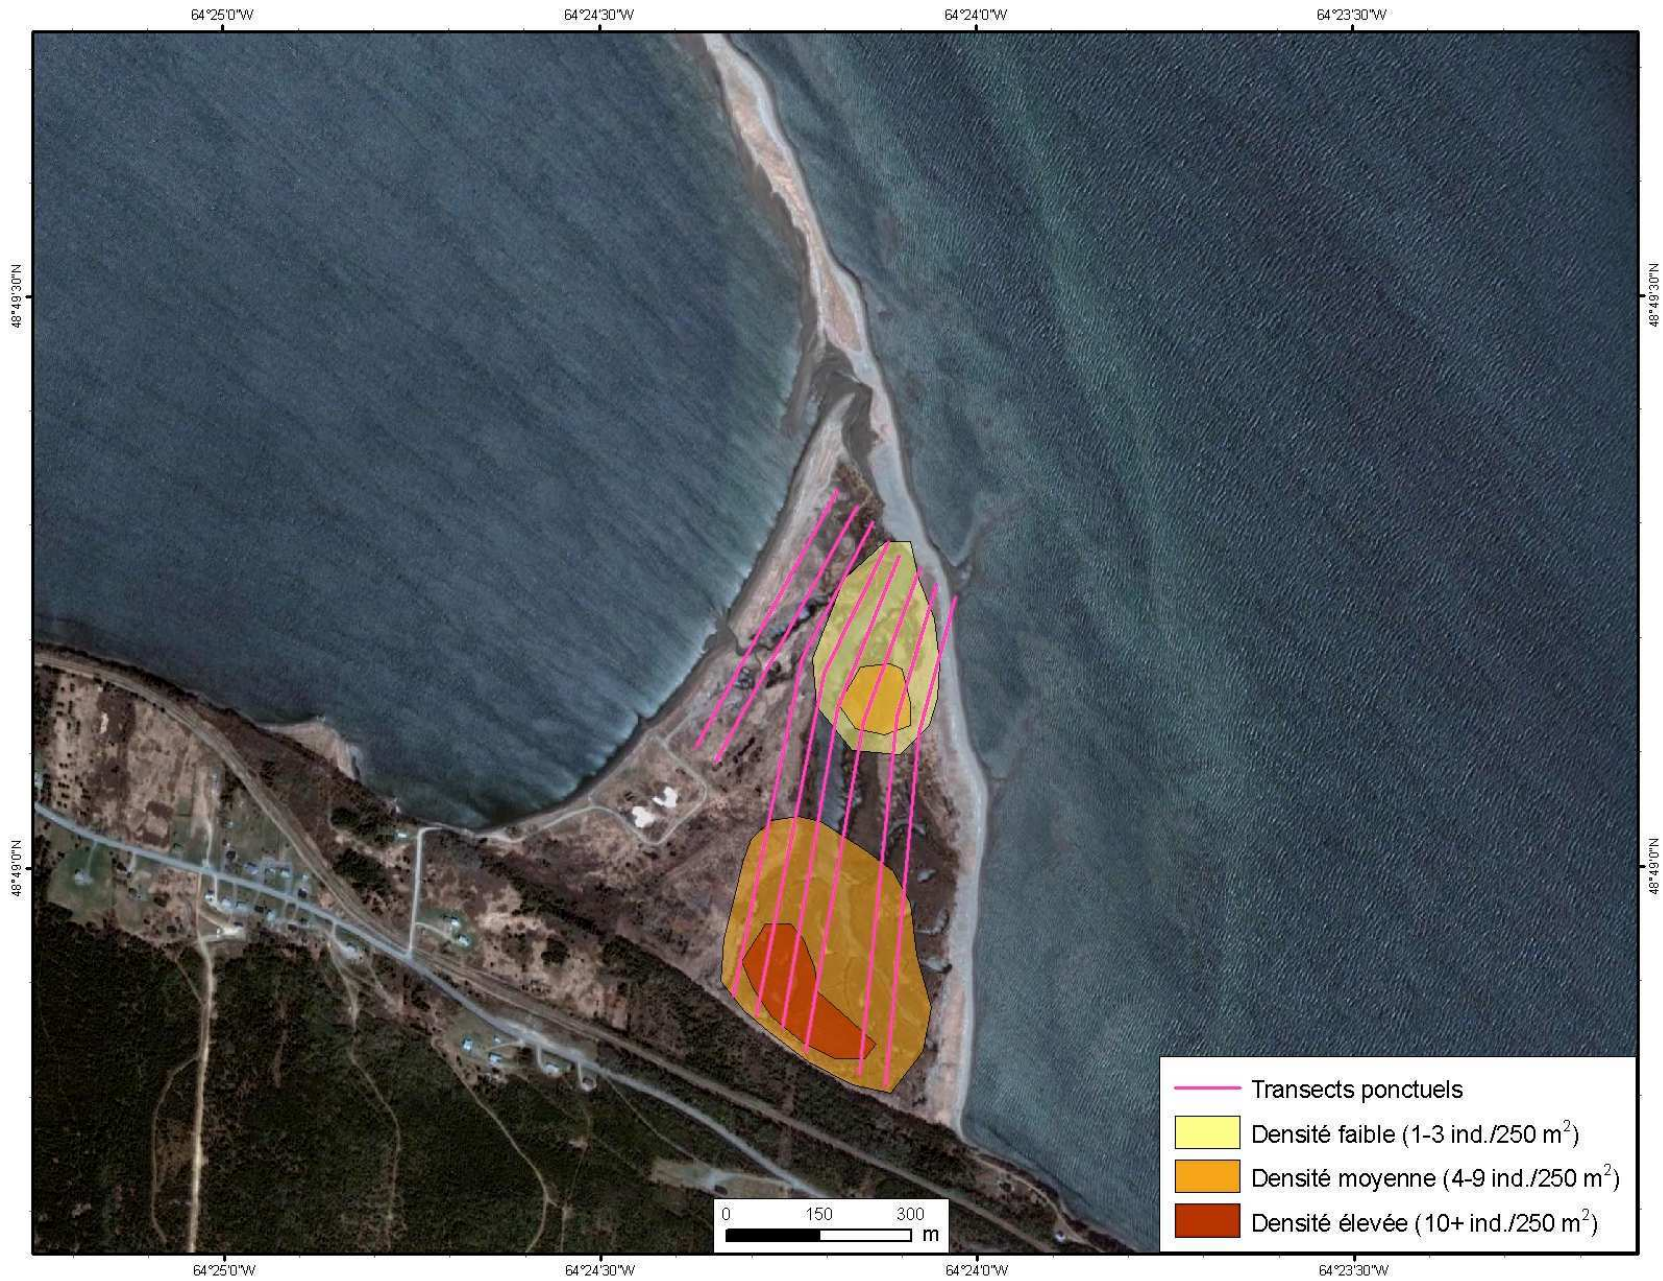 64°25'0"W 64°24'30"W 64°24'0"W 64°23'30"W
48°49'30"N 48°49'30"N
48°49'0"N 48°49'0"N
Transects ponctuels
Densité faible (1-3 ind./250 m²)
Densité moyenne (4-9 ind./250 m²)
Densité élevée (10+ ind./250 m²)
0 150 300
m
64°25'0"W 64°24'30"W 64°24'0"W 64°23'30"W